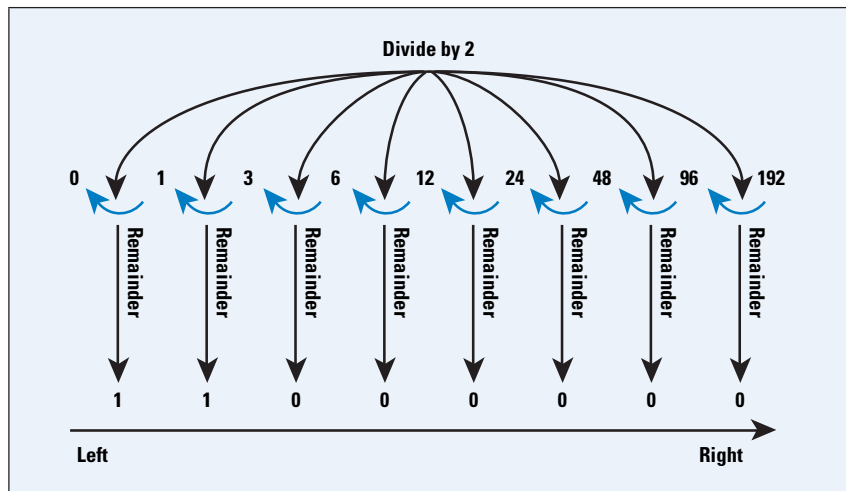 Divide by 2
0 1 3 6 12 24 48 96 192
Remainder Remainder Remainder Remainder Remainder Remainder Remainder Remainder
1 1 0 0 0 0 0 0
Left Right